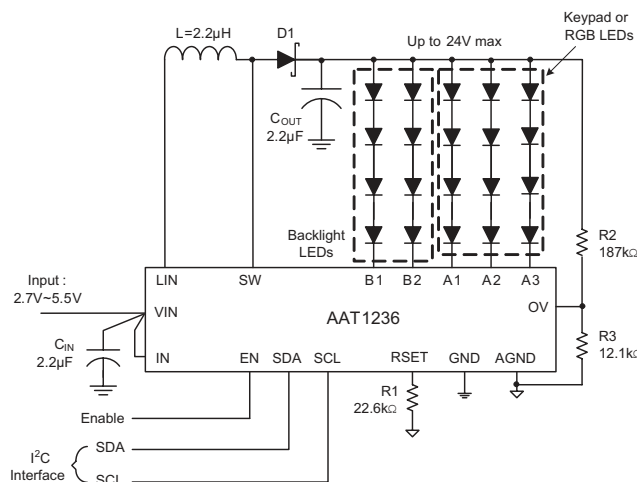 Keypad or
RGB LEDs
L=2.2µH
D1
Up to 24V max
COUT
2.2µF
Backlight
LEDs
R2
187kΩ
Input :
2.7V~5.5V
LIN
SW
B1
B2
A1
A2
A3
VIN
OV
AAT1236
CIN
2.2µF
IN
EN
SDA
SCL
RSET
GND
AGND
R3
12.1kΩ
R1
22.6kΩ
Enable
I2C
Interface
SDA
SCL